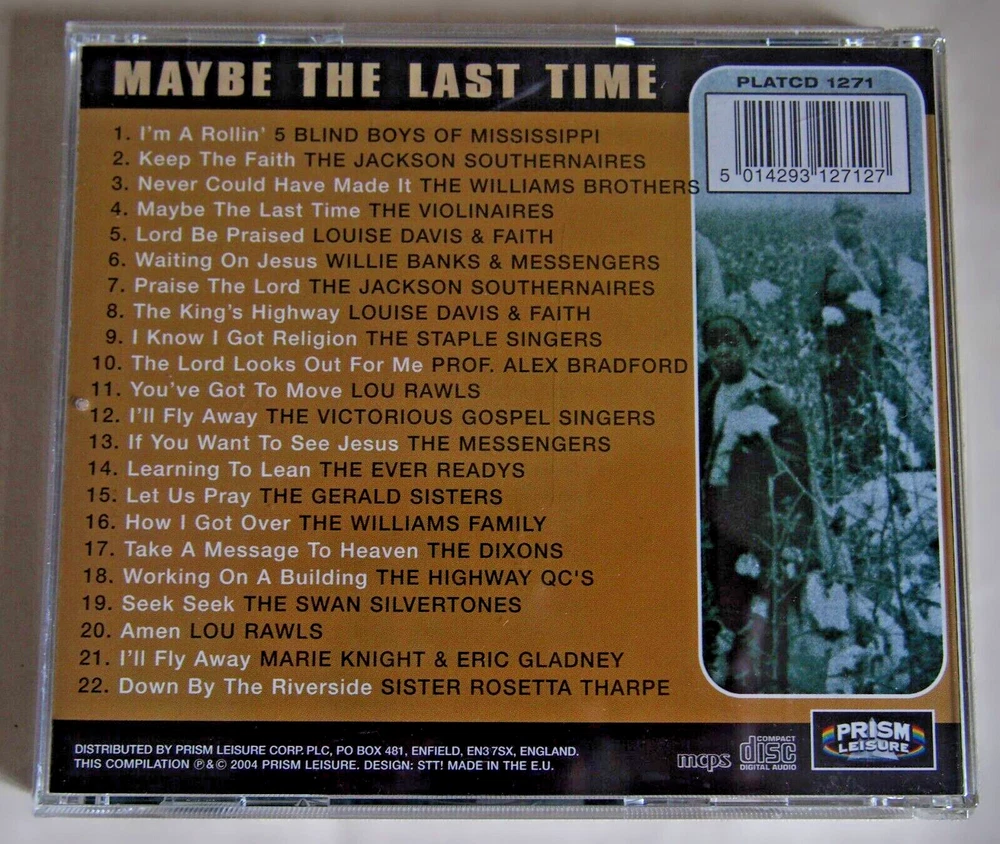 MAYBE THE LAST TIME
PLATCD 1271
5 014293 127127
1. I'm A Rollin' 5 BLIND BOYS OF MISSISSIPPI
2. Keep The Faith THE JACKSON SOUTHERNAIRES
3. Never Could Have Made It THE WILLIAMS BROTHERS
4. Maybe The Last Time THE VIOLINAIRES
5. Lord Be Praised LOUISE DAVIS & FAITH
6. Waiting On Jesus WILLIE BANKS & MESSENGERS
7. Praise The Lord THE JACKSON SOUTHERNAIRES
8. The King's Highway LOUISE DAVIS & FAITH
9. I Know I Got Religion THE STAPLE SINGERS
10. The Lord Looks Out For Me PROF. ALEX BRADFORD
11. You've Got To Move LOU RAWLS
12. I'll Fly Away THE VICTORIOUS GOSPEL SINGERS
13. If You Want To See Jesus THE MESSENGERS
14. Learning To Lean THE EVER READYS
15. Let Us Pray THE GERALD SISTERS
16. How I Got Over THE WILLIAMS FAMILY
17. Take A Message To Heaven THE DIXONS
18. Working On A Building THE HIGHWAY QC'S
19. Seek Seek THE SWAN SILVERTONES
20. Amen LOU RAWLS
21. I'll Fly Away MARIE KNIGHT & ERIC GLADNEY
22. Down By The Riverside SISTER ROSETTA THARPE
DISTRIBUTED BY PRISM LEISURE CORP. PLC, PO BOX 481, ENFIELD, EN3 7SX, ENGLAND.
THIS COMPILATION ℗ & © 2004 PRISM LEISURE. DESIGN: STT! MADE IN THE E.U.
mcps
COMPACT
disc
DIGITAL AUDIO
PRISM
LEISURE